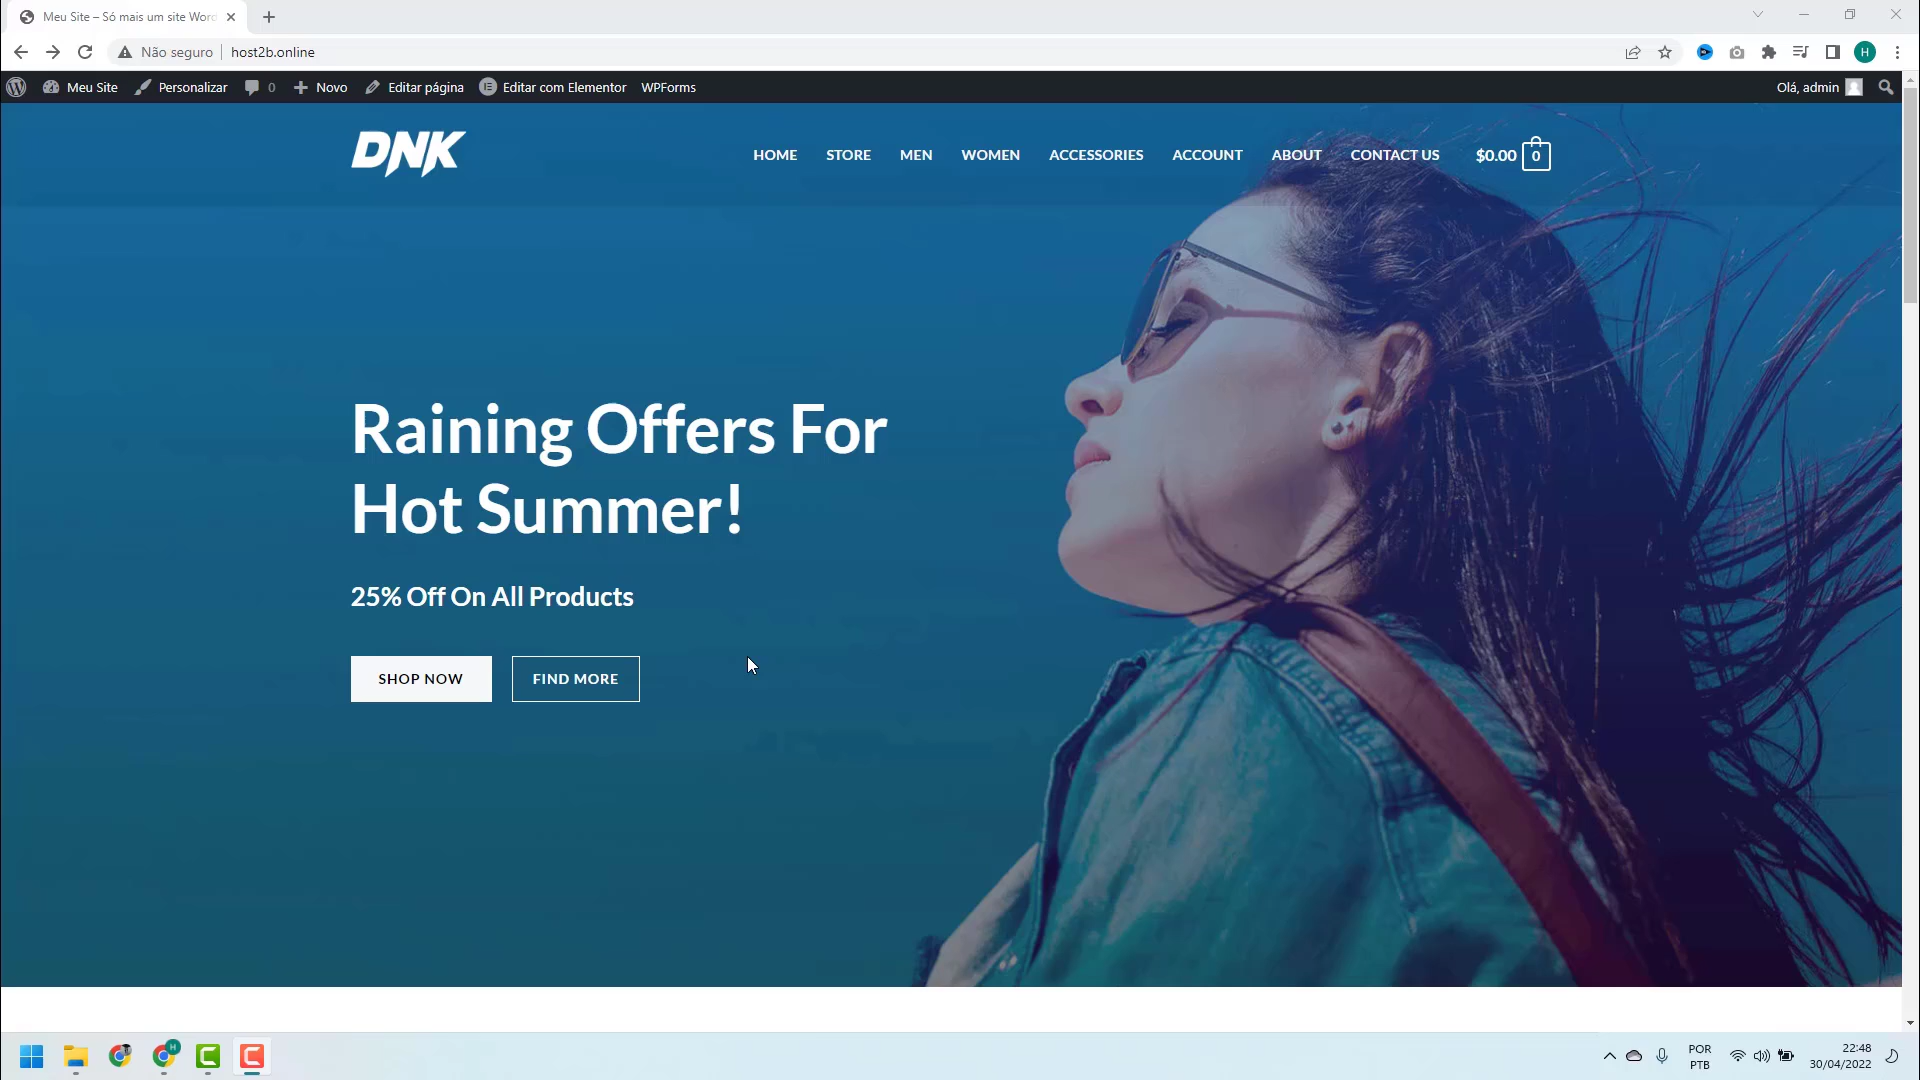 Meu Site – Só mais um site Word
Não seguro
host2b.online
H
Meu Site
Personalizar
0
Novo
Editar página
Editar com Elementor
WPForms
Olá, admin
DNK
HOME
STORE
MEN
WOMEN
ACCESSORIES
ACCOUNT
ABOUT
CONTACT US
$0.00
0
Raining Offers For
Hot Summer!
25% Off On All Products
SHOP NOW
FIND MORE
H
POR
PTB
22:48
30/04/2022